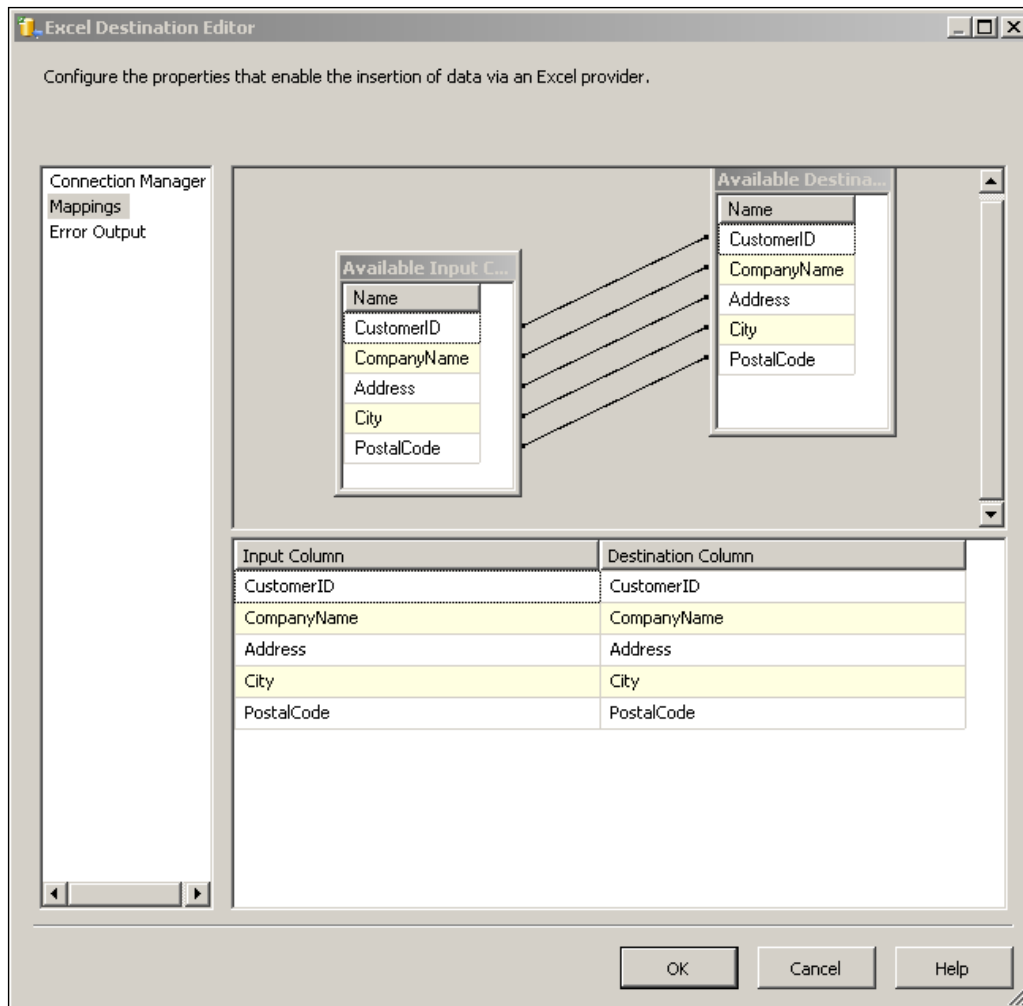 Excel Destination Editor
Configure the properties that enable the insertion of data via an Excel provider.
Connection Manager
Mappings
Error Output
Available Input C...
Name
CustomerID
CompanyName
Address
City
PostalCode
Available Destina...
Name
CustomerID
CompanyName
Address
City
PostalCode
Input Column Destination Column
CustomerID CustomerID
CompanyName CompanyName
Address Address
City City
PostalCode PostalCode
OK Cancel Help